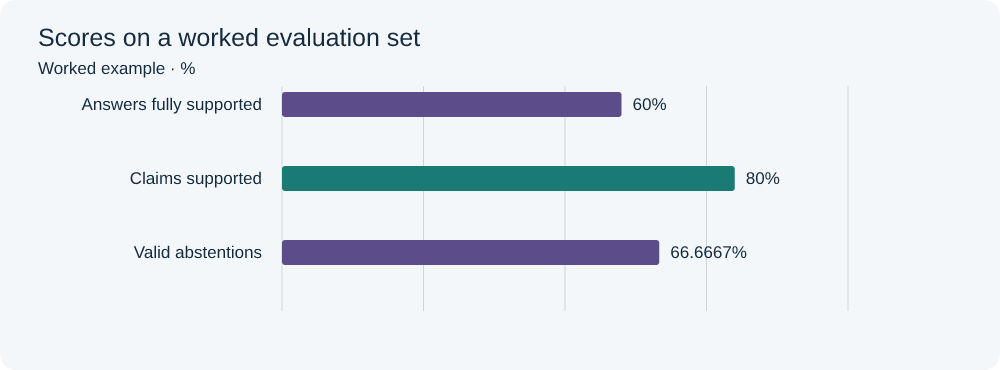 Scores on a worked evaluation set
Worked example · %
Answers fully supported 60%
Claims supported 80%
Valid abstentions 66.6667%